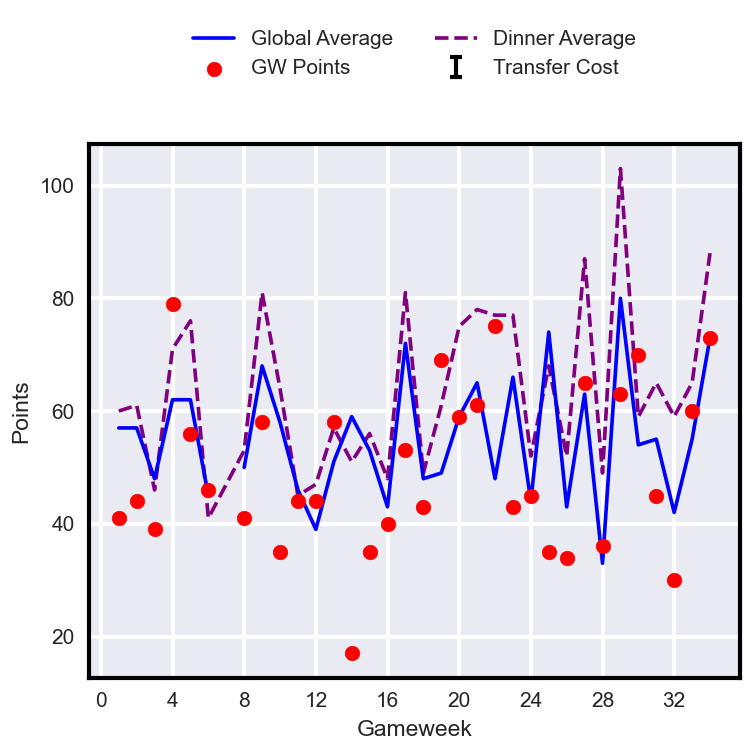 Global Average
Dinner Average
GW Points
Transfer Cost
100
80
60
40
20
Points
0 4 8 12 16 20 24 28 32
Gameweek